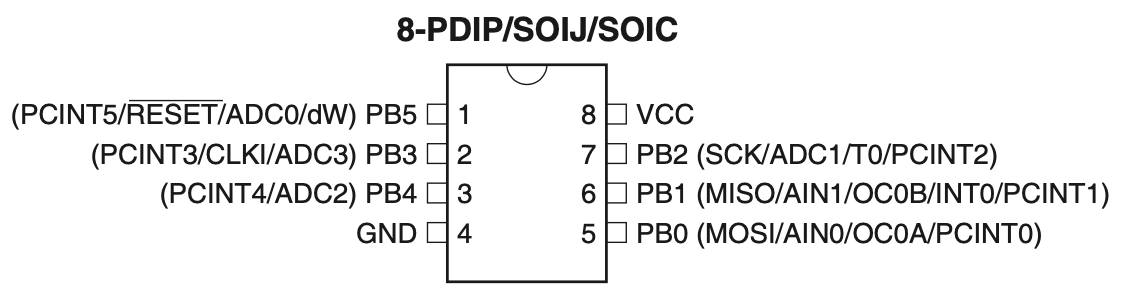 8-PDIP/SOIJ/SOIC
(PCINT5/RESET/ADC0/dW) PB5 1 8 VCC
(PCINT3/CLKI/ADC3) PB3 2 7 PB2 (SCK/ADC1/T0/PCINT2)
(PCINT4/ADC2) PB4 3 6 PB1 (MISO/AIN1/OC0B/INT0/PCINT1)
GND 4 5 PB0 (MOSI/AIN0/OC0A/PCINT0)